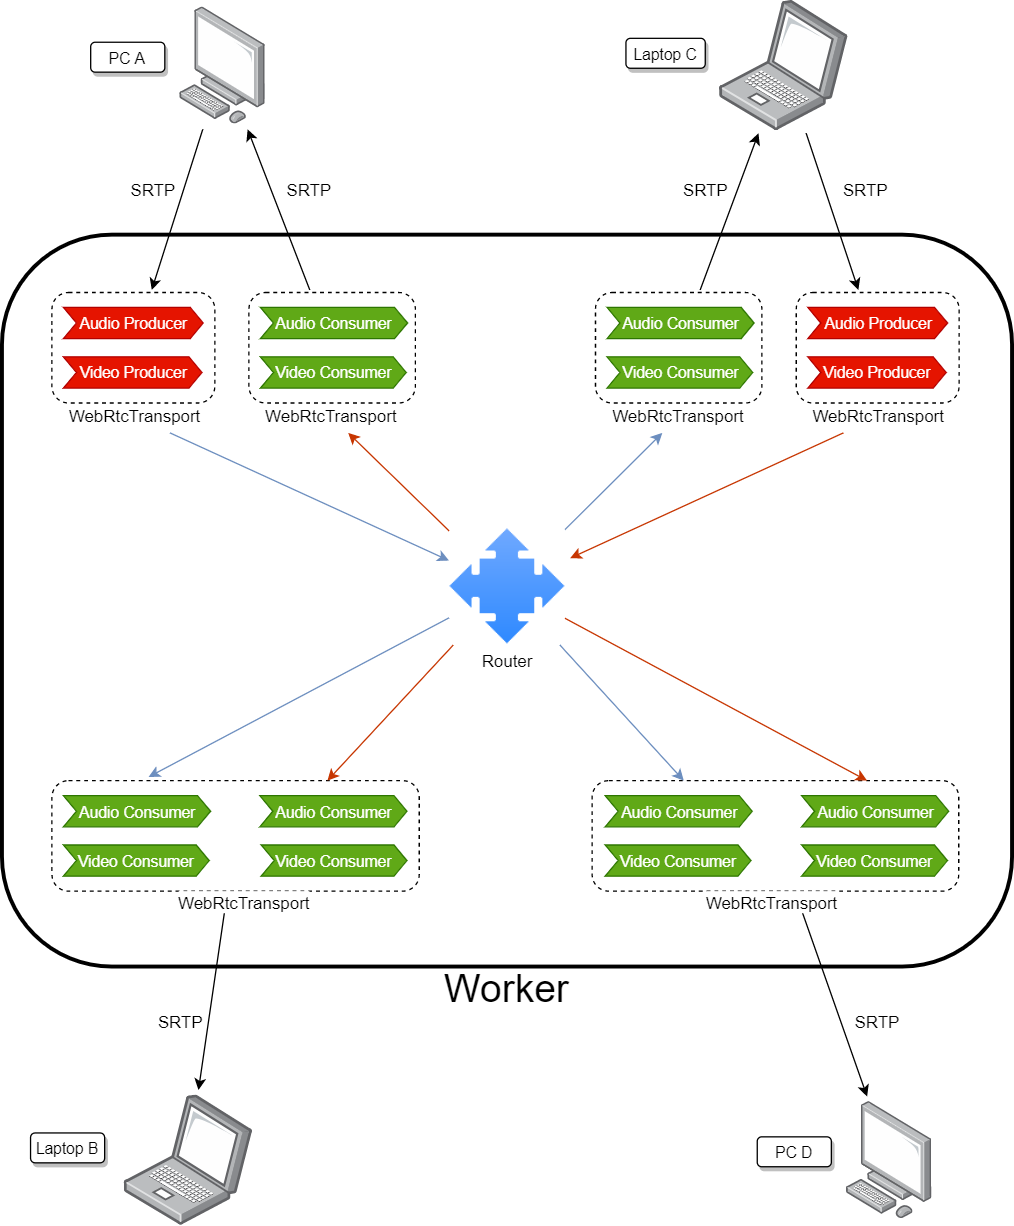 PC A
Laptop C
SRTP
SRTP
SRTP
SRTP
Audio Producer
Audio Consumer
Audio Consumer
Audio Producer
Video Producer
Video Consumer
Video Consumer
Video Producer
WebRtcTransport
WebRtcTransport
WebRtcTransport
WebRtcTransport
Router
Audio Consumer
Audio Consumer
Audio Consumer
Audio Consumer
Video Consumer
Video Consumer
Video Consumer
Video Consumer
WebRtcTransport
WebRtcTransport
Worker
SRTP
SRTP
Laptop B
PC D